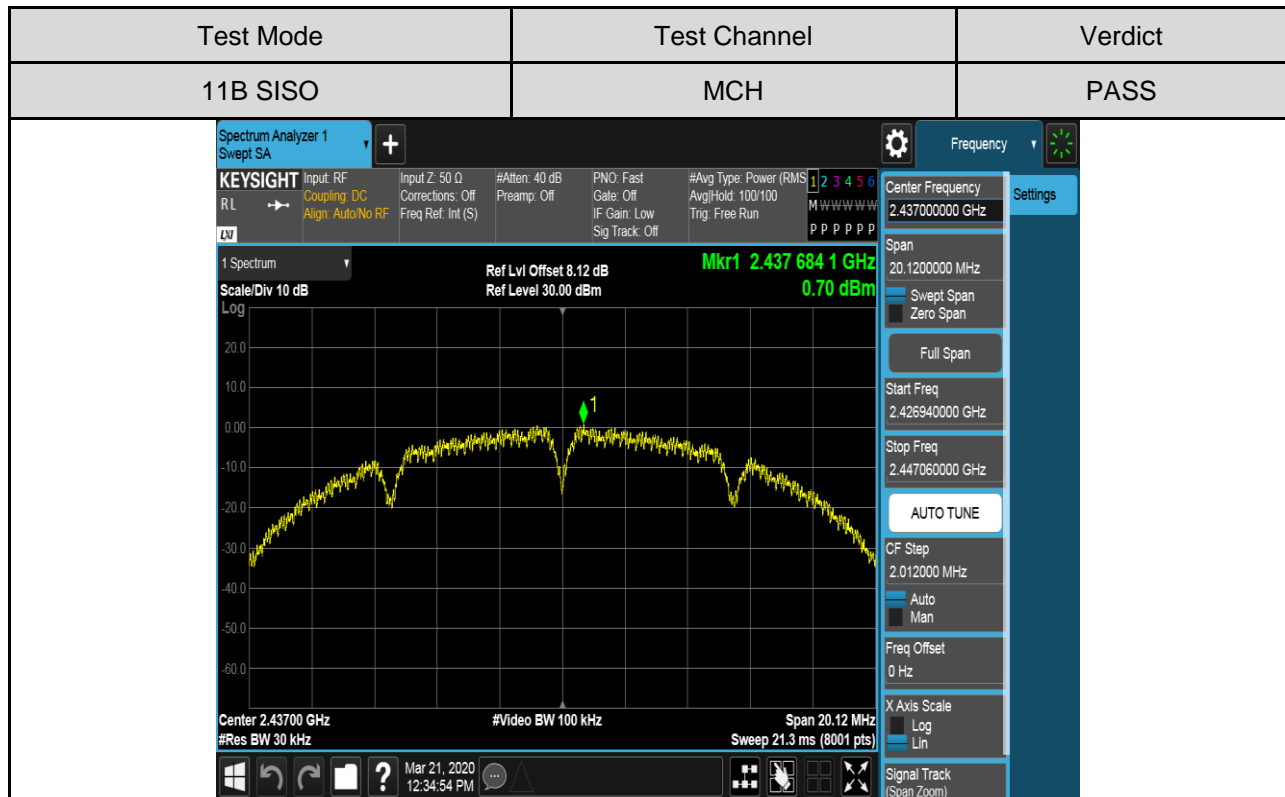 Test Mode Test Channel Verdict
11B SISO MCH PASS
Spectrum Analyzer 1
Swept SA
+
Frequency
KEYSIGHT
RL
LXI
Input: RF
Coupling: DC
Align: Auto/No RF
Input Z: 50 Ω
Corrections: Off
Freq Ref: Int (S)
#Atten: 40 dB
Preamp: Off
PNO: Fast
Gate: Off
IF Gain: Low
Sig Track: Off
#Avg Type: Power (RMS
Avg|Hold: 100/100
Trig: Free Run
1 2 3 4 5 6
M W W W W W
P P P P P P
1 Spectrum
Scale/Div 10 dB
Ref Lvl Offset 8.12 dB
Ref Level 30.00 dBm
Mkr1 2.437 684 1 GHz
0.70 dBm
Log
20.0
10.0
0.00
-10.0
-20.0
-30.0
-40.0
-50.0
-60.0
1
Center 2.43700 GHz
#Res BW 30 kHz
#Video BW 100 kHz
Span 20.12 MHz
Sweep 21.3 ms (8001 pts)
Mar 21, 2020
12:34:54 PM
?
Center Frequency
2.437000000 GHz
Settings
Span
20.1200000 MHz
Swept Span
Zero Span
Full Span
Start Freq
2.426940000 GHz
Stop Freq
2.447060000 GHz
AUTO TUNE
CF Step
2.012000 MHz
Auto
Man
Freq Offset
0 Hz
X Axis Scale
Log
Lin
Signal Track
(Span Zoom)